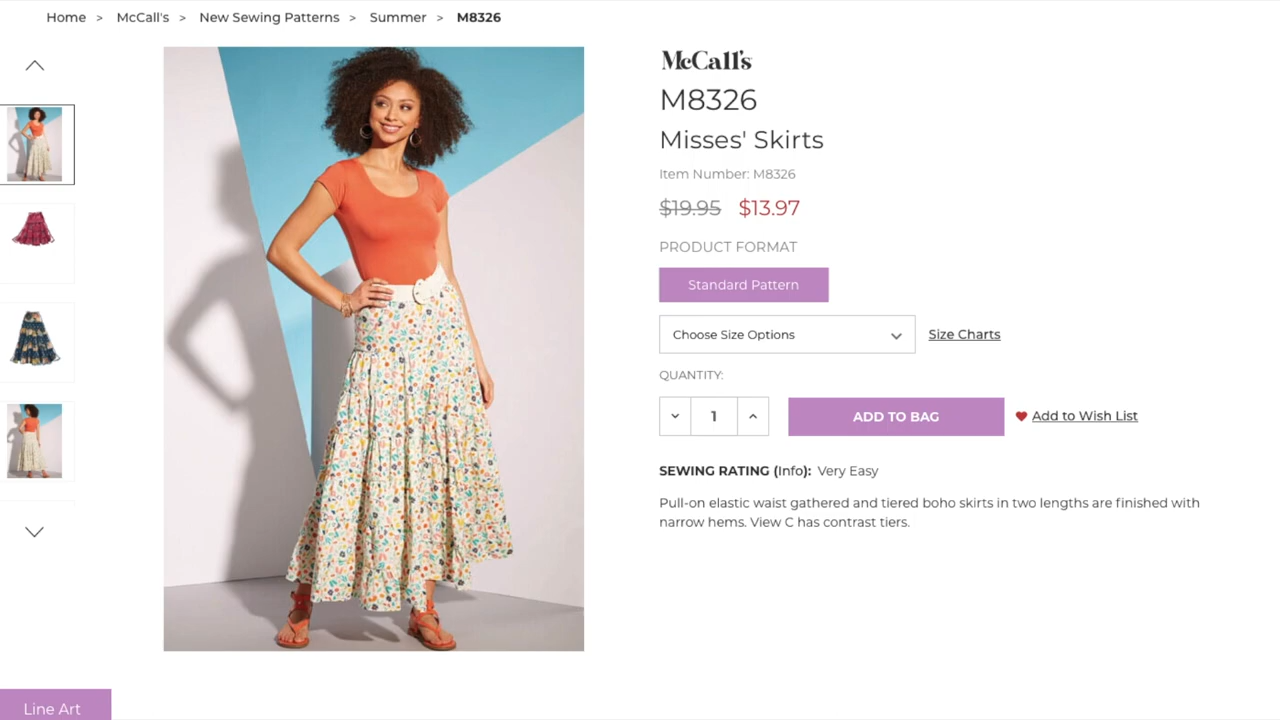 Home > McCall's > New Sewing Patterns > Summer > M8326
McCall's
M8326
Misses' Skirts
Item Number: M8326
$19.95 $13.97
PRODUCT FORMAT
Standard Pattern
Choose Size Options
Size Charts
QUANTITY:
1
ADD TO BAG
Add to Wish List
SEWING RATING (Info): Very Easy
Pull-on elastic waist gathered and tiered boho skirts in two lengths are finished with
narrow hems. View C has contrast tiers.
Line Art